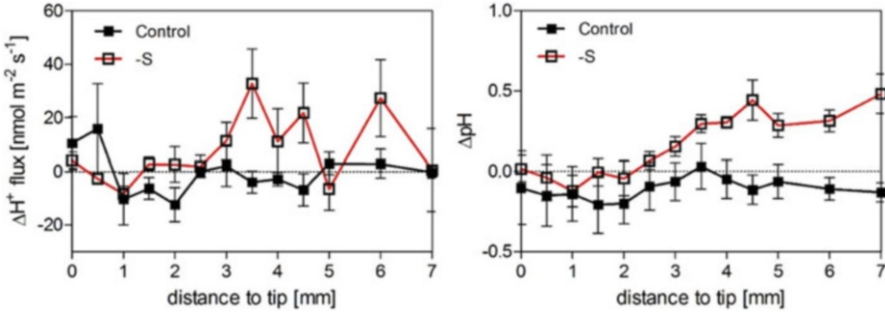 60
40
20
0
-20
ΔH⁺ flux [nmol m⁻² s⁻¹]
Control
-S
0 1 2 3 4 5 6 7
distance to tip [mm]
1.0
0.5
0.0
-0.5
ΔpH
Control
-S
0 1 2 3 4 5 6 7
distance to tip [mm]